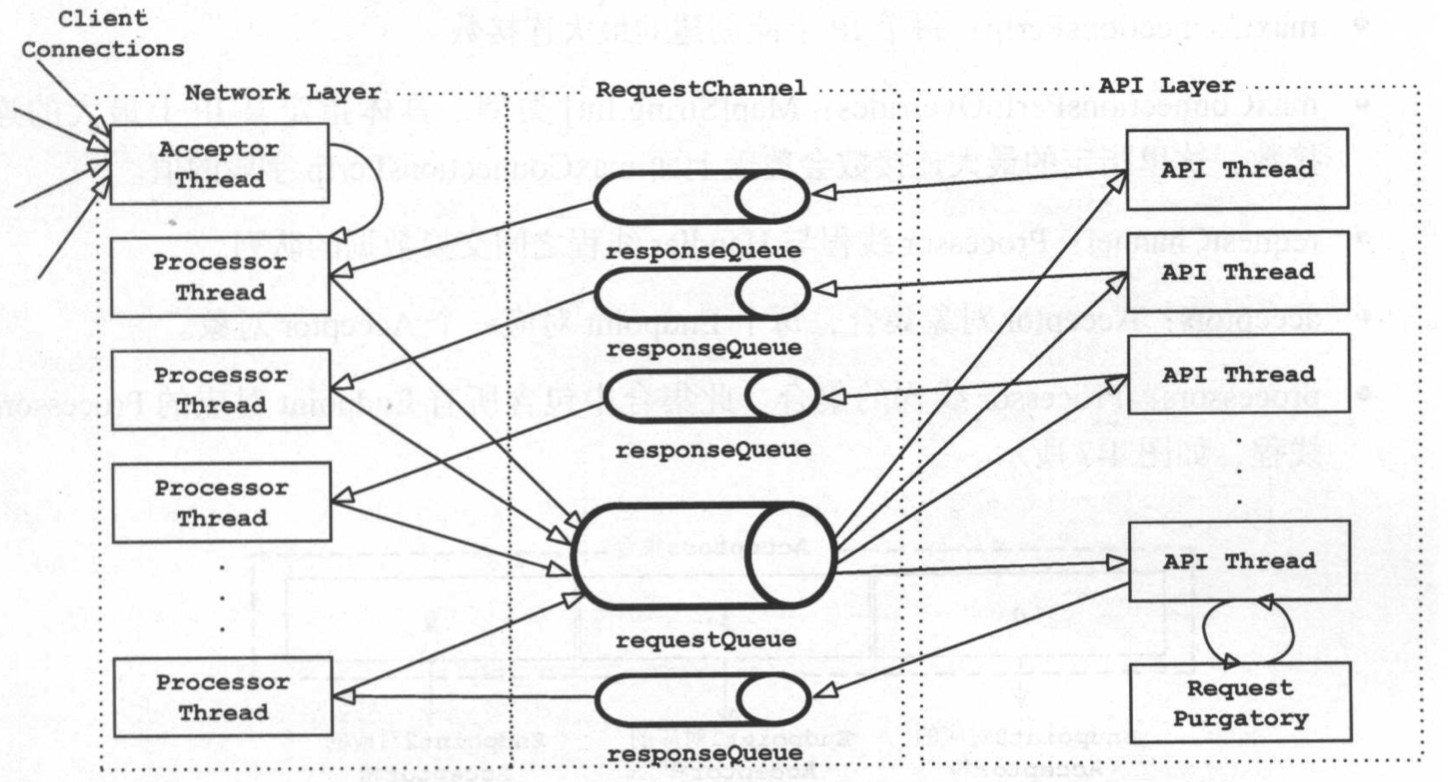 Client
Connections
Network Layer
RequestChannel
API Layer
Acceptor
Thread
Processor
Thread
Processor
Thread
Processor
Thread
Processor
Thread
responseQueue
responseQueue
responseQueue
requestQueue
responseQueue
API Thread
API Thread
API Thread
API Thread
Request
Purgatory